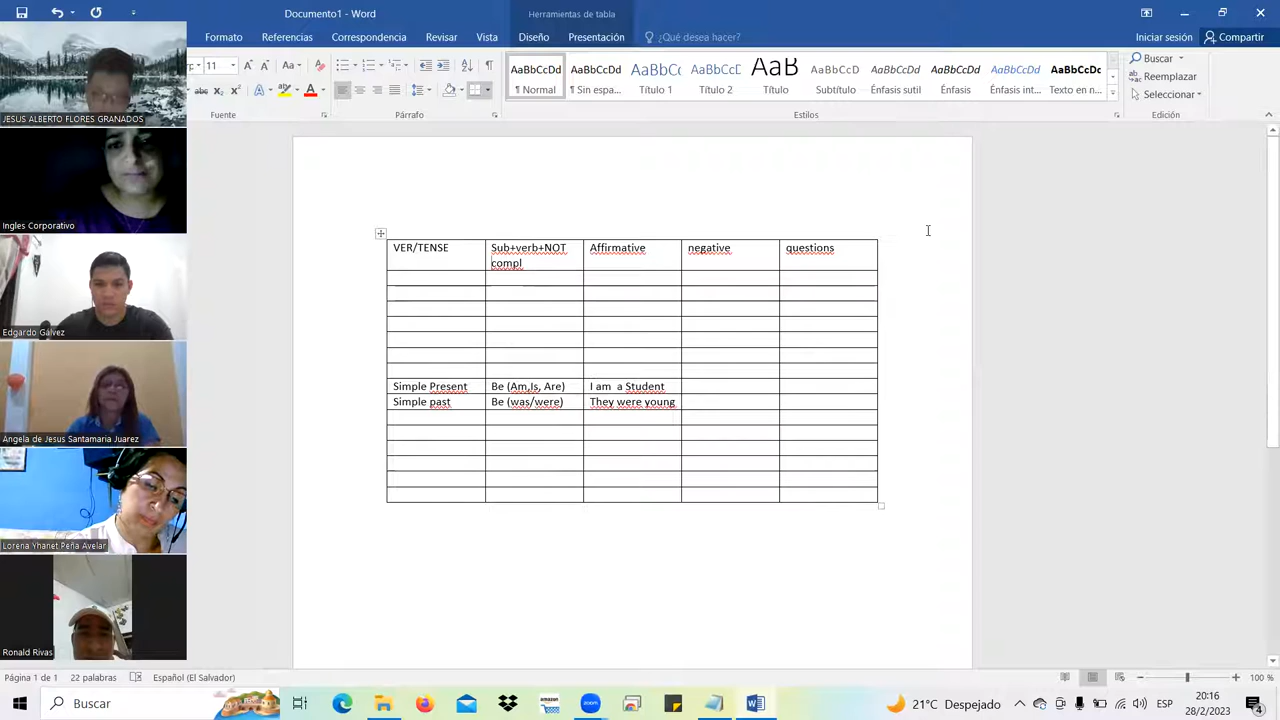 Documento1 - Word
Herramientas de tabla
Formato Referencias Correspondencia Revisar Vista Diseño Presentación ¿Qué desea hacer? Iniciar sesión Compartir
11
AaBbCcDd AaBbCcDd AaBbCc AaBbCcD AaB AaBbCcD AaBbCcDd AaBbCcDd AaBbCcDd AaBbCcDc
¶ Normal ¶ Sin espa... Título 1 Título 2 Título Subtítulo Énfasis sutil Énfasis Énfasis int... Texto en n...
Buscar
Reemplazar
Seleccionar
Fuente Párrafo Estilos Edición
JESUS ALBERTO FLORES GRANADOS
Ingles Corporativo
Edgardo Gálvez
Angela de Jesus Santamaria Juarez
Lorena Yhanet Peña Avelar
Ronald Rivas
VER/TENSE Sub+verb+NOT Affirmative negative questions
compl
Simple Present Be (Am,Is, Are) I am a Student
Simple past Be (was/were) They were young
Página 1 de 1 22 palabras Español (El Salvador) 100 %
Buscar
amazon
zoom
21°C Despejado
ESP
20:16
28/2/2023
4